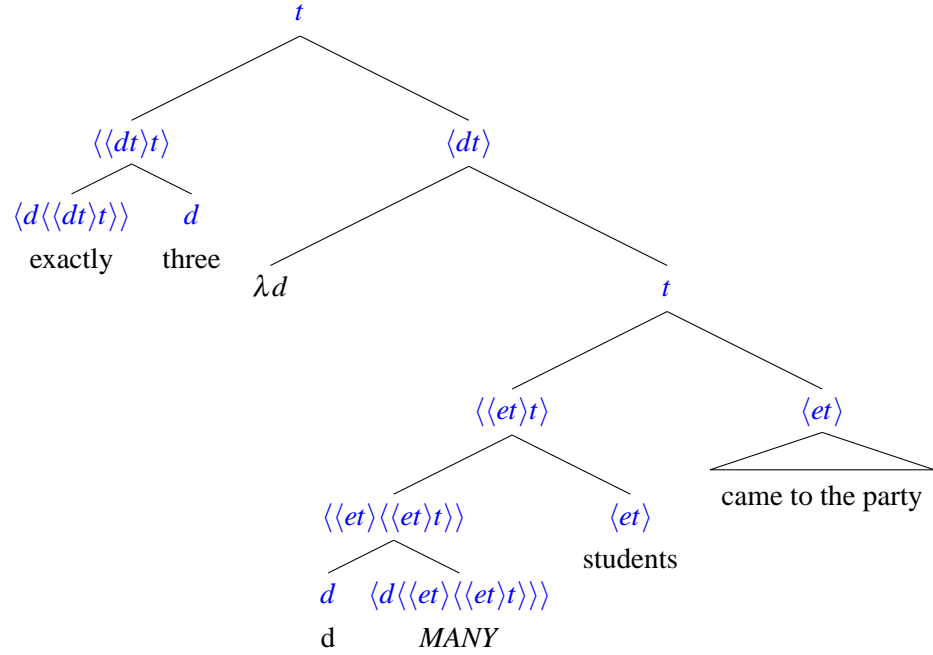 t
⟨⟨dt⟩t⟩ ⟨dt⟩
⟨d⟨⟨dt⟩t⟩⟩ d
exactly three
λd t
⟨⟨et⟩t⟩ ⟨et⟩
came to the party
⟨⟨et⟩⟨⟨et⟩t⟩⟩ ⟨et⟩
students
d ⟨d⟨⟨et⟩⟨⟨et⟩t⟩⟩⟩
d MANY